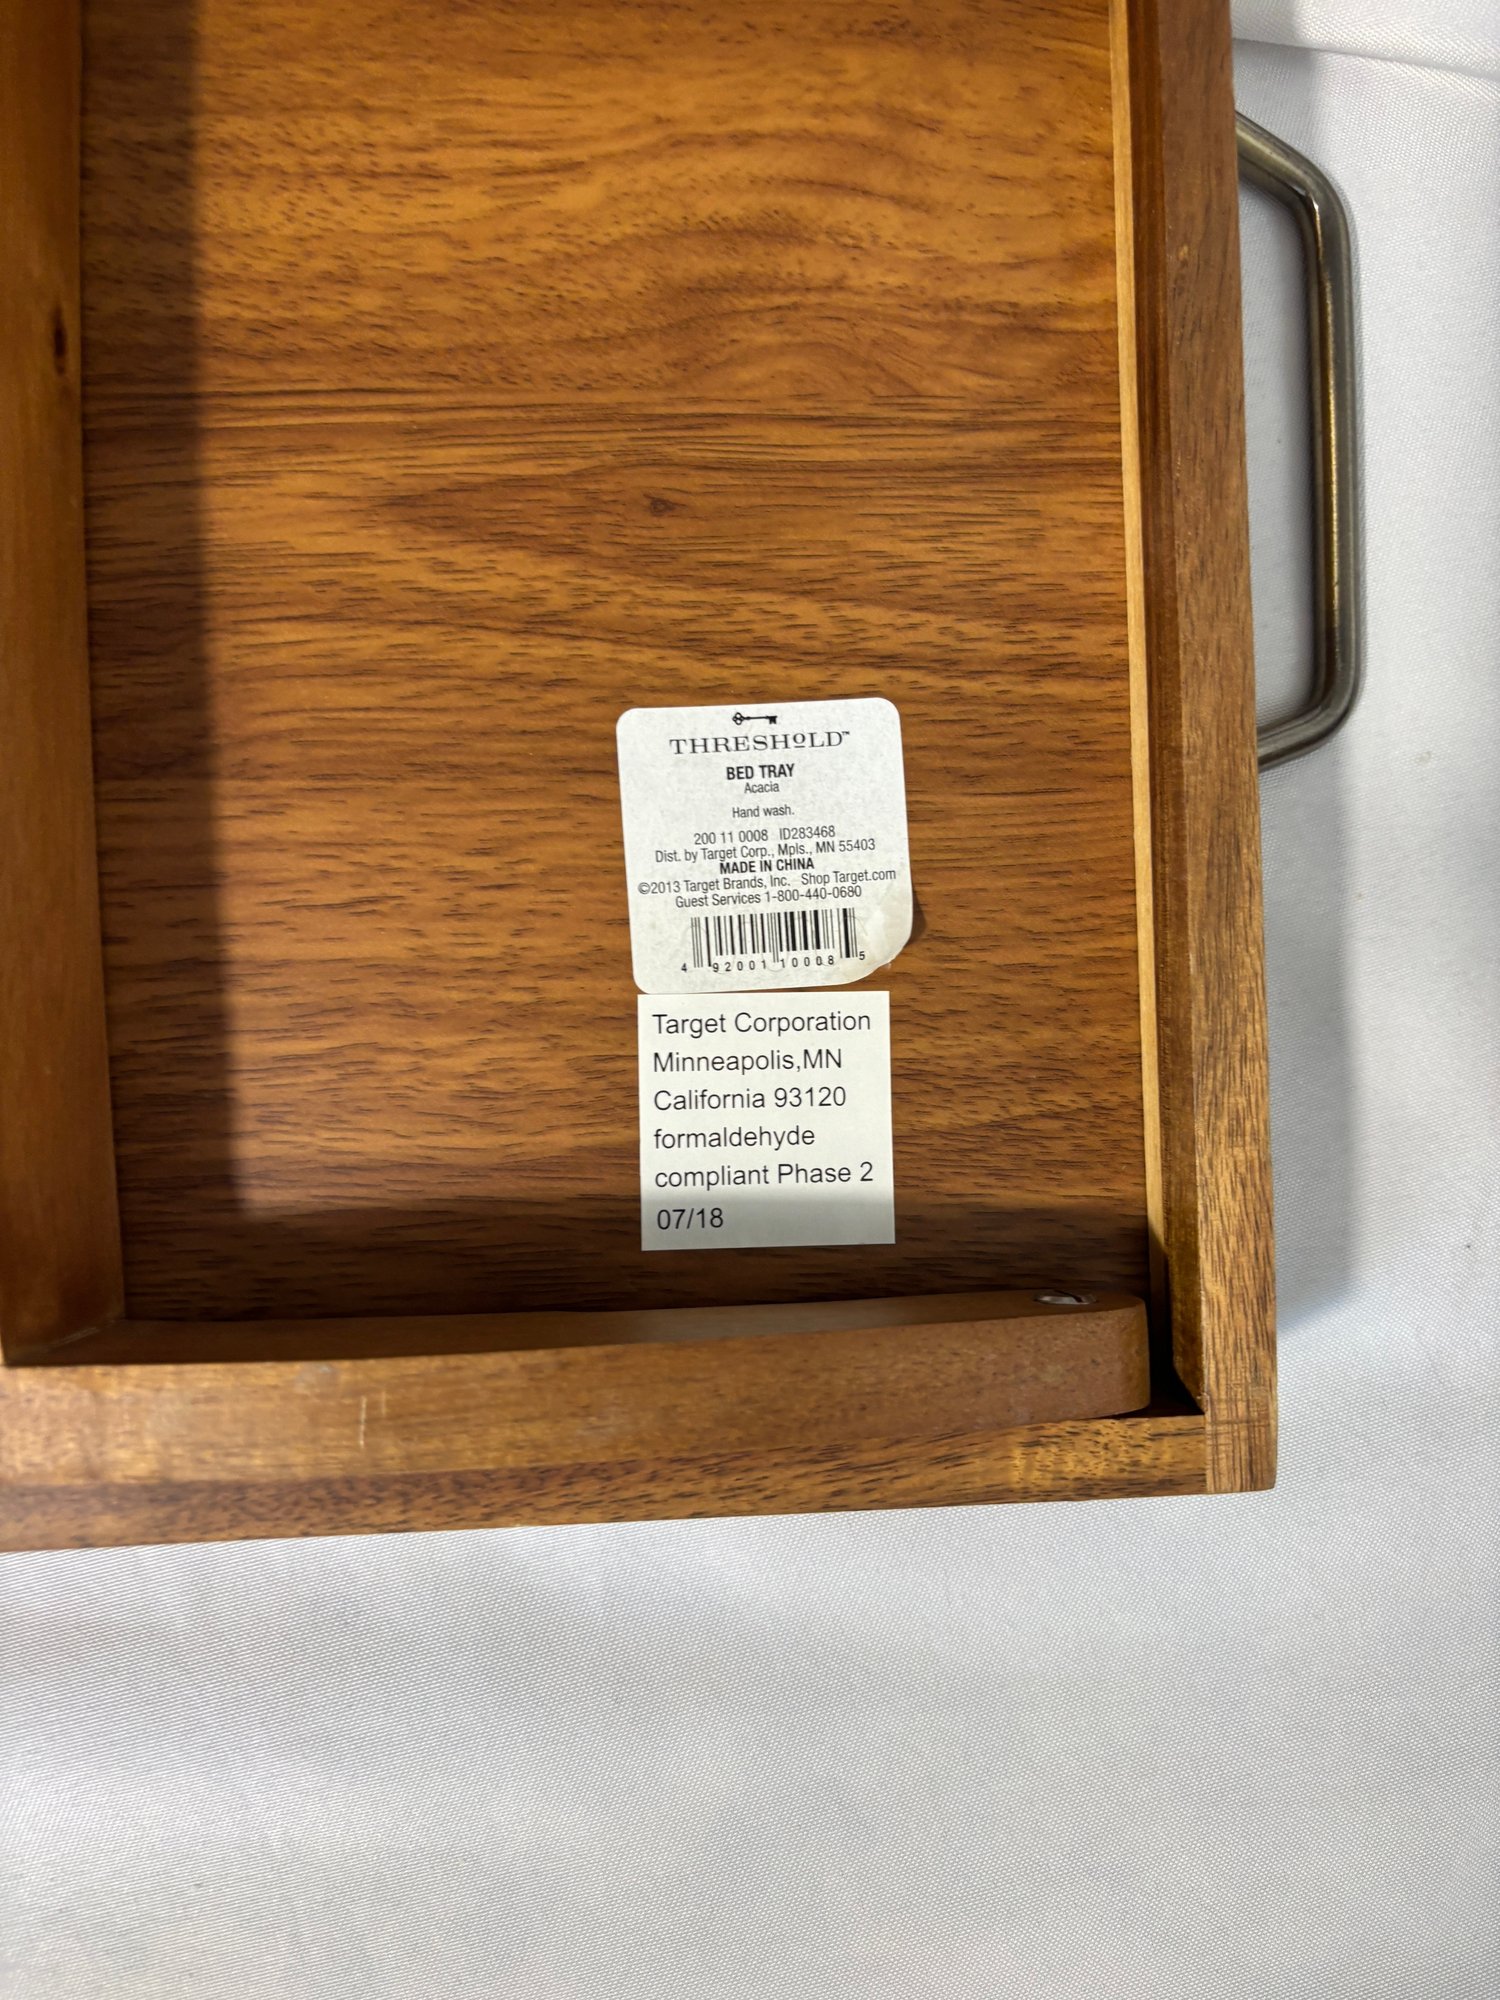 THRESHOLD™
BED TRAY
Acacia
Hand wash.
200 11 0008 ID283468
Dist. by Target Corp., Mpls., MN 55403
MADE IN CHINA
©2013 Target Brands, Inc. Shop Target.com
Guest Services 1-800-440-0680
4 92001 10008 5
Target Corporation
Minneapolis,MN
California 93120
formaldehyde
compliant Phase 2
07/18